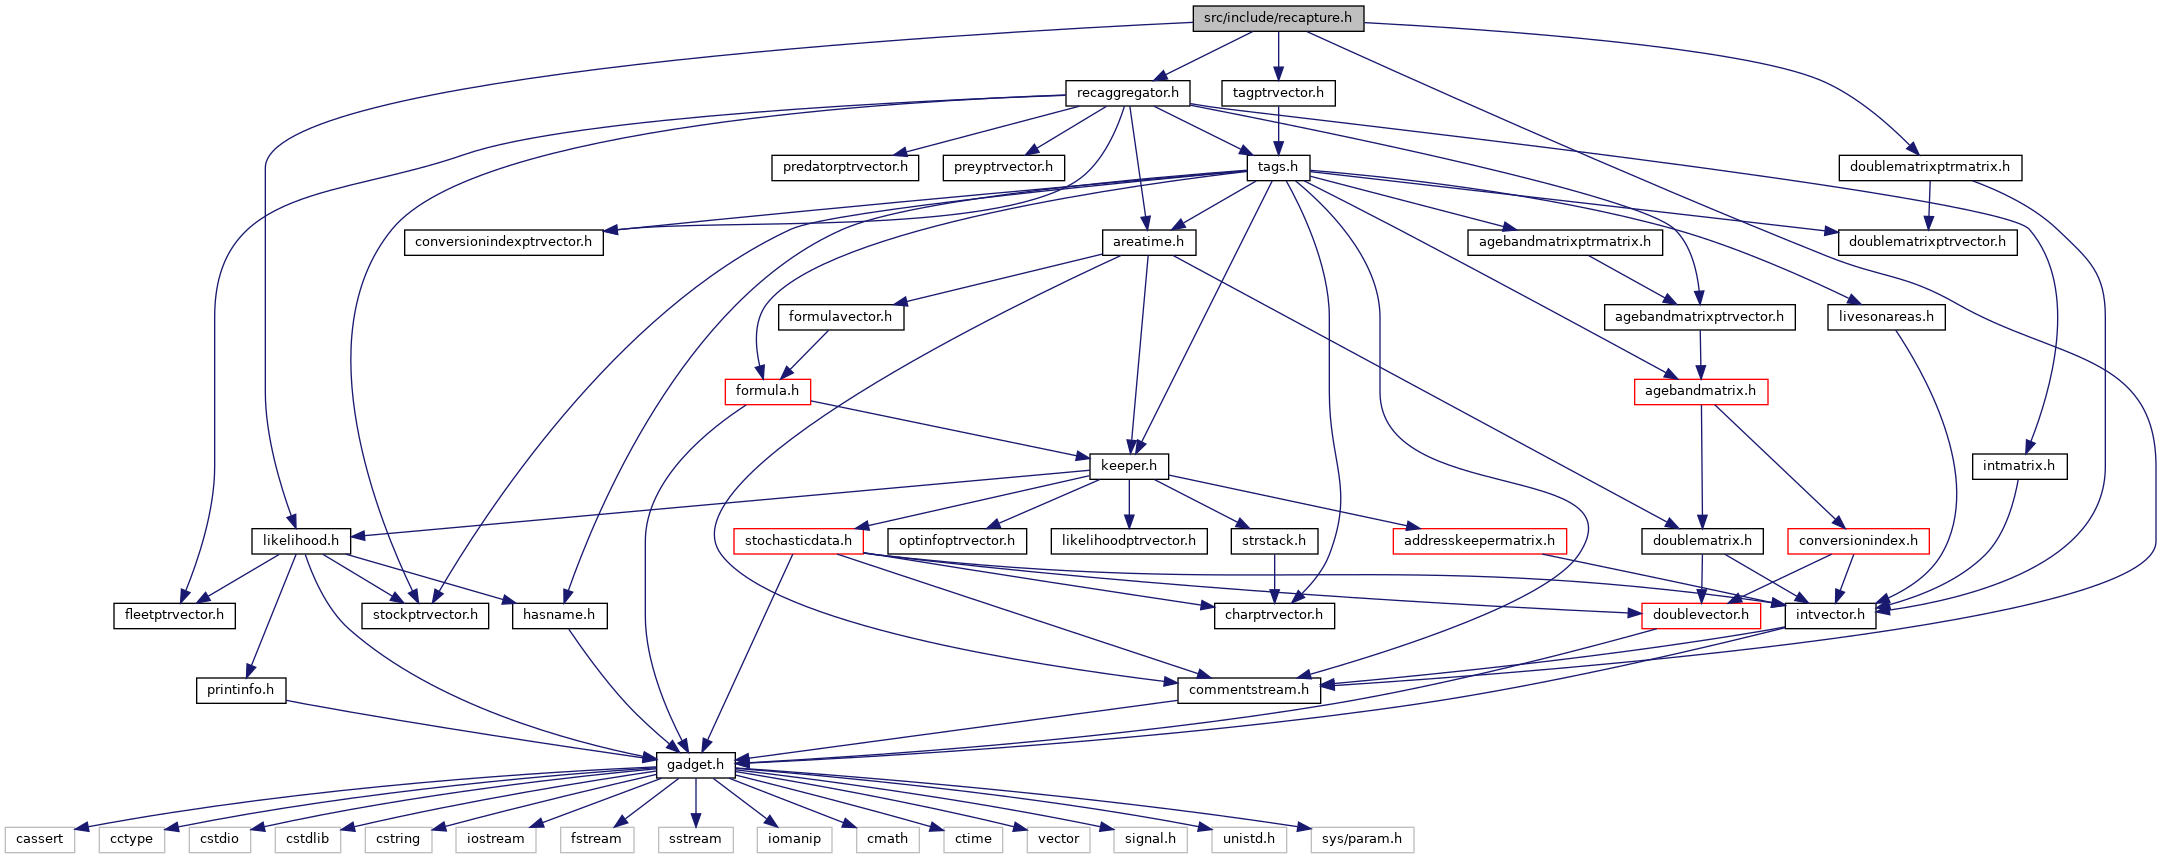 src/include/recapture.h
recaggregator.h
tagptrvector.h
predatorptrvector.h
preyptrvector.h
tags.h
doublematrixptrmatrix.h
conversionindexptrvector.h
areatime.h
agebandmatrixptrmatrix.h
doublematrixptrvector.h
formulavector.h
agebandmatrixptrvector.h
livesonareas.h
formula.h
agebandmatrix.h
keeper.h
intmatrix.h
likelihood.h
stochasticdata.h
optinfoptrvector.h
likelihoodptrvector.h
strstack.h
addresskeepermatrix.h
doublematrix.h
conversionindex.h
fleetptrvector.h
stockptrvector.h
hasname.h
charptrvector.h
doublevector.h
intvector.h
printinfo.h
commentstream.h
gadget.h
cassert
cctype
cstdio
cstdlib
cstring
iostream
fstream
sstream
iomanip
cmath
ctime
vector
signal.h
unistd.h
sys/param.h